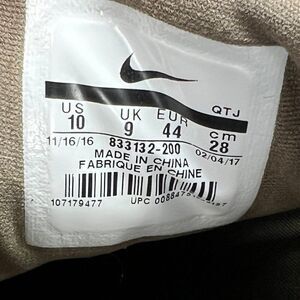 QTJ
US UK EUR cm
10 9 44 28
11/16/16 833132-200 02/04/17
MADE IN CHINA
FABRIQUE EN CHINE
107179477 UPC